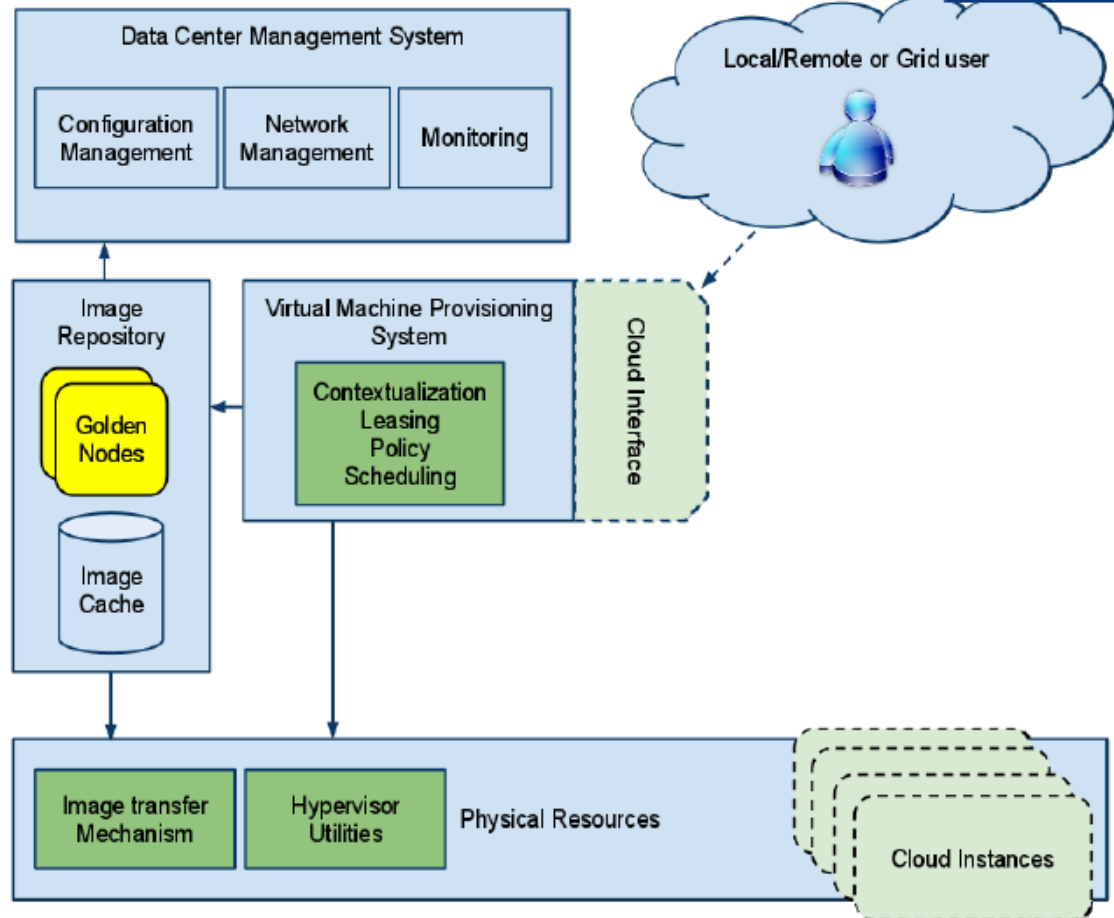 Data Center Management System
Local/Remote or Grid user
Configuration
Management
Network
Management
Monitoring
Image
Repository
Golden
Nodes
Image
Cache
Virtual Machine Provisioning
System
Contextualization
Leasing
Policy
Scheduling
Cloud Interface
Image transfer
Mechanism
Hypervisor
Utilities
Physical Resources
Cloud Instances